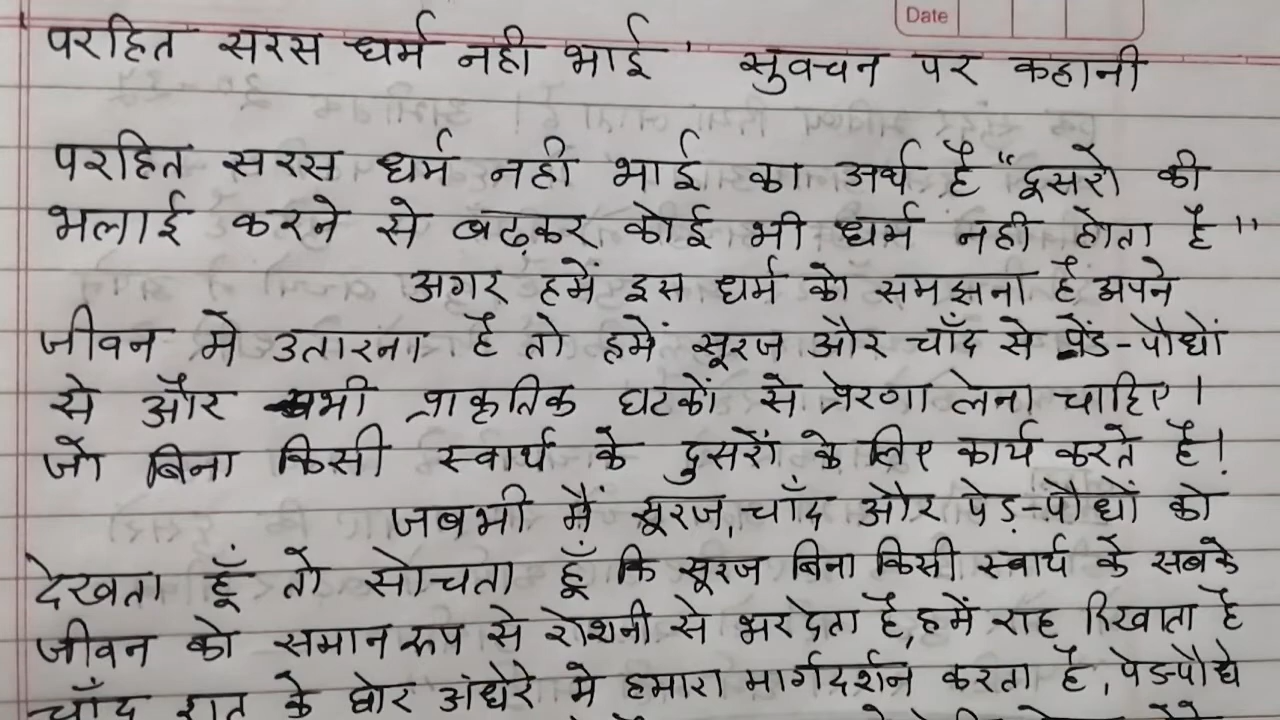 Date
परहित सरस धर्म नही भाई ' सुवचन पर कहानी
परहित सरस धर्म नही भाई का अर्थ है "दूसरो की
भलाई करने से बढ़कर कोई भी धर्म नही होता है"
अगर हमें इस धर्म को समझना है अपने
जीवन मे उतारना है तो हमें सूरज और चाँद से पेंड-पौधों
से और सभी प्राकृतिक घटकों से प्रेरणा लेना चाहिए।
जो बिना किसी स्वार्थ के दुसरों के लिए कार्य करते है।
जबभी मैं सूरज, चाँद और पेड़-पौधों को
देखता हूँ तो सोचता हूँ कि सूरज बिना किसी स्वार्थ के सबके
जीवन को समान रुप से रोशनी से भर देता है, हमें राह दिखाता है
चाँद रात के घोर अंधेरे मे हमारा मार्गदर्शन करता है, पेड-पौधे